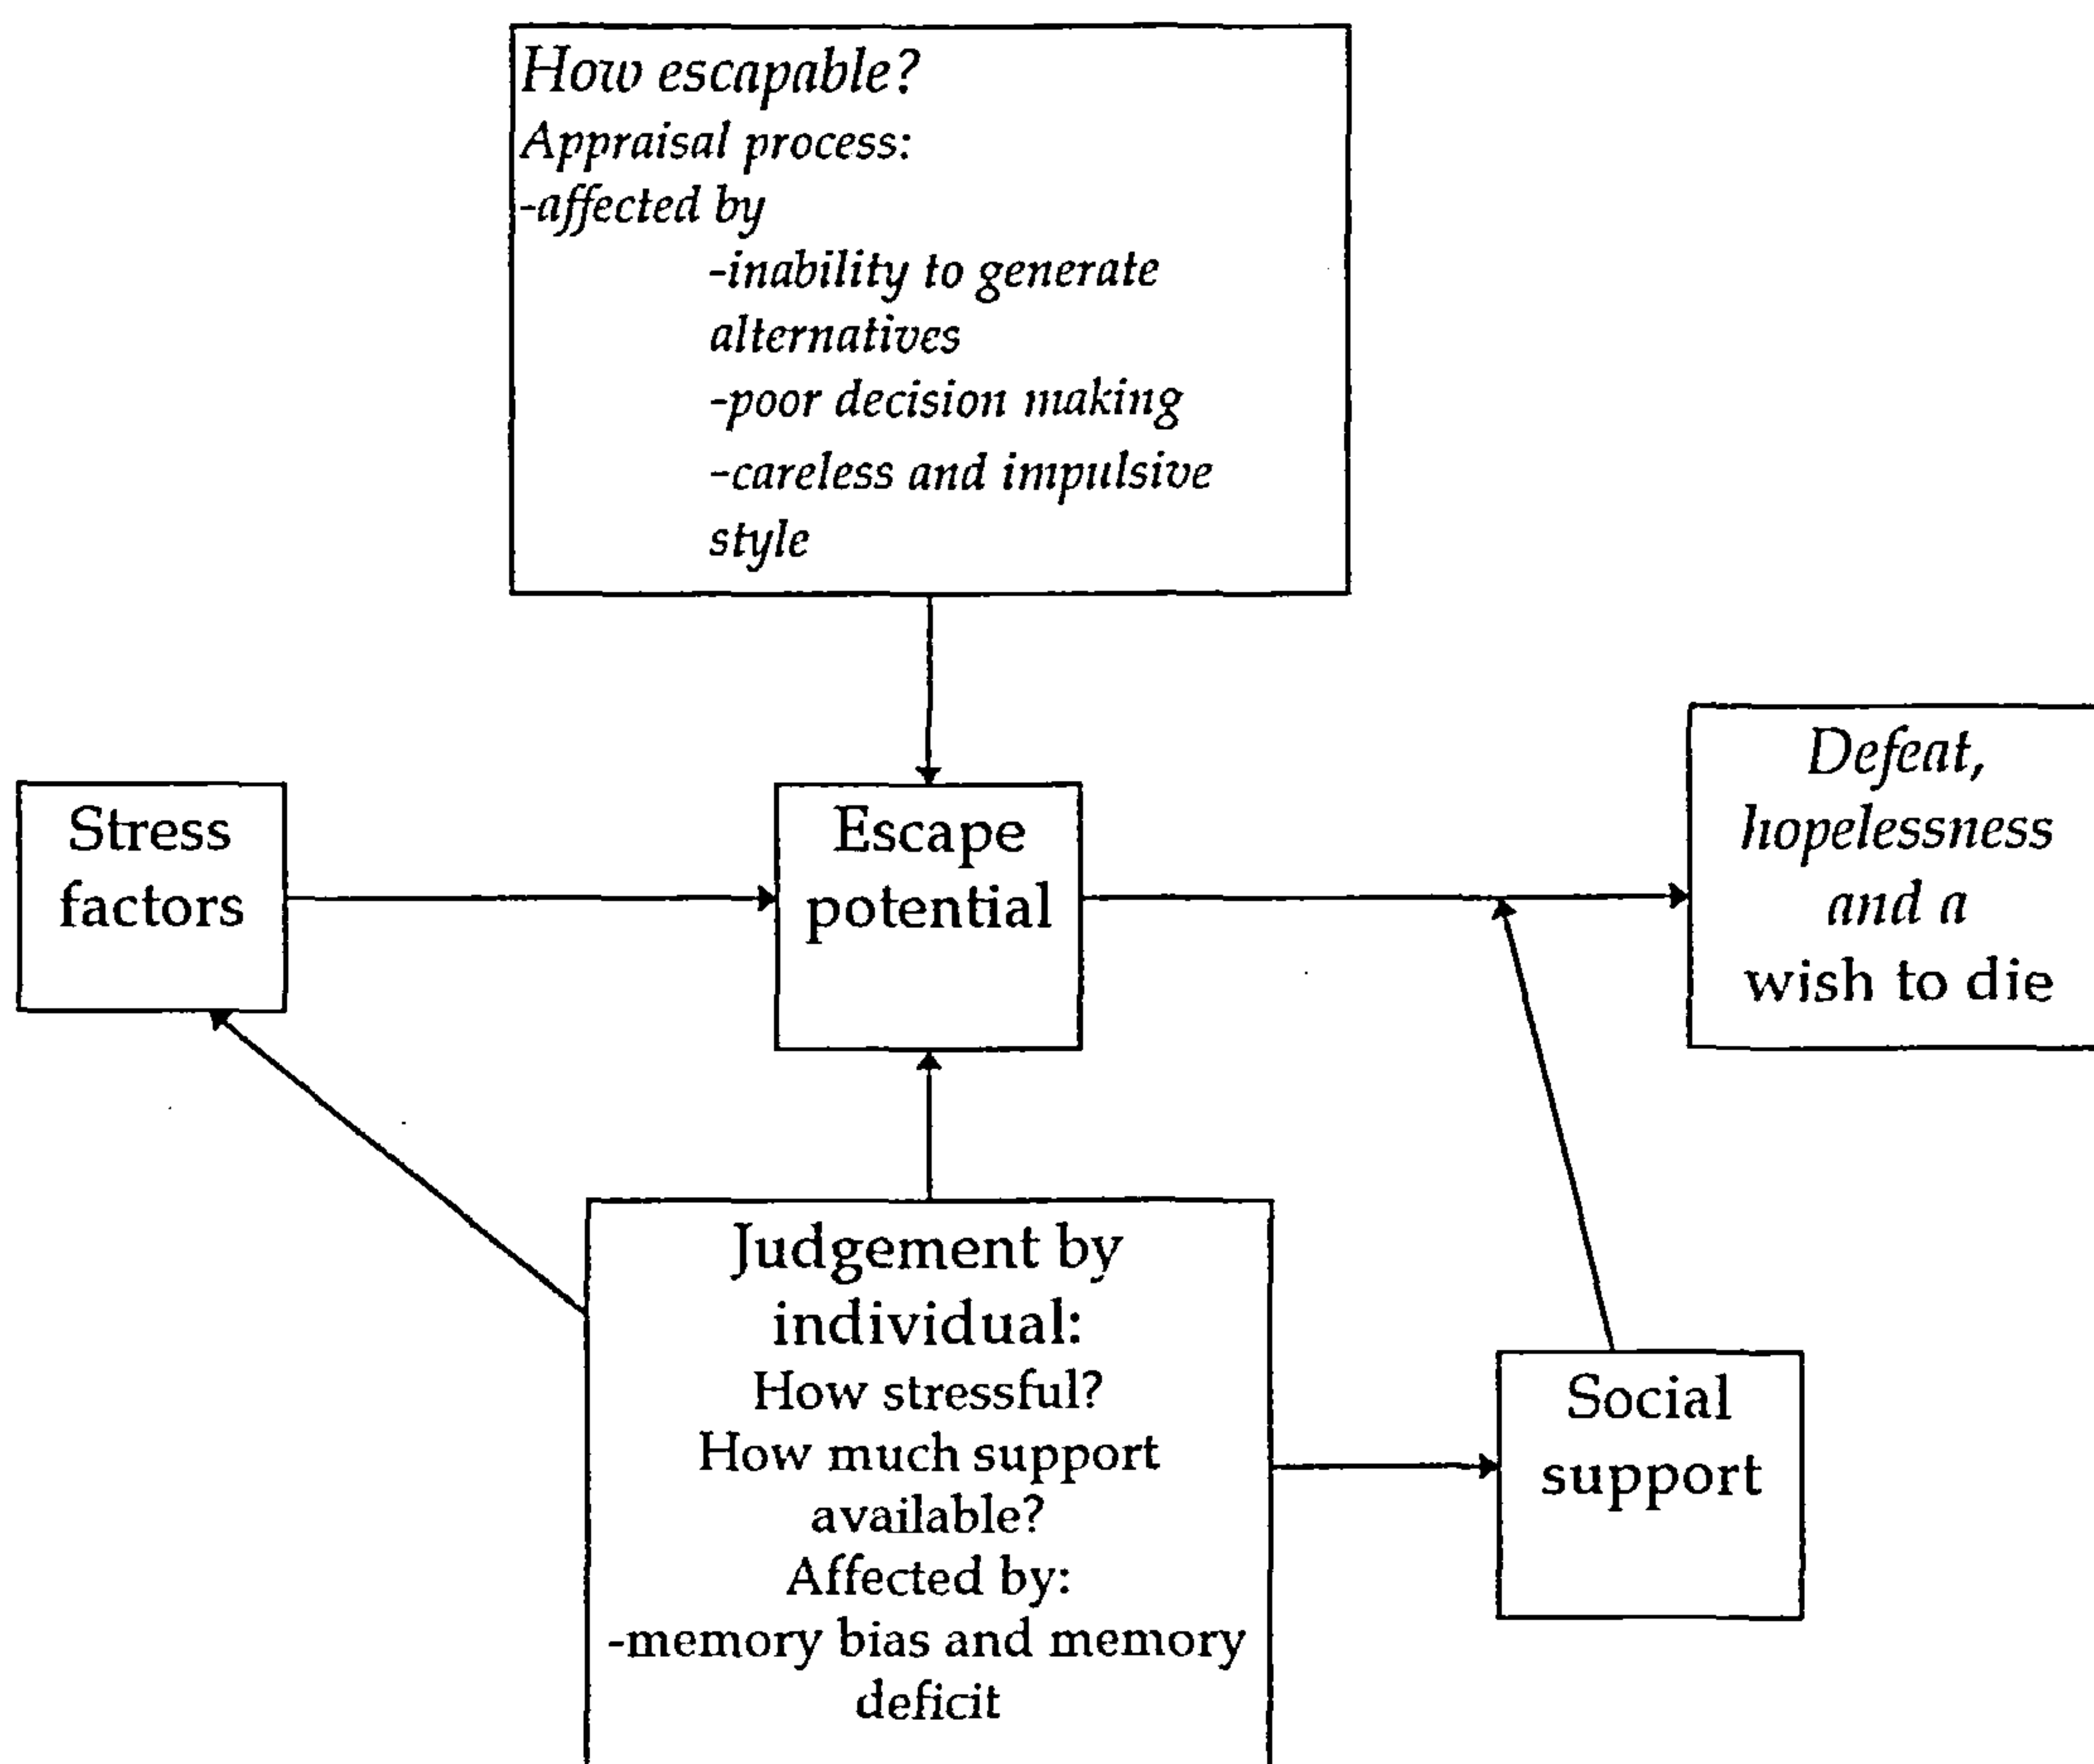 How escapable?
Appraisal process:
-affected by
-inability to generate
alternatives
-poor decision making
-careless and impulsive
style
Stress
factors
Escape
potential
Defeat,
hopelessness
and a
wish to die
Judgement by
individual:
How stressful?
How much support
available?
Affected by:
-memory bias and memory
deficit
Social
support